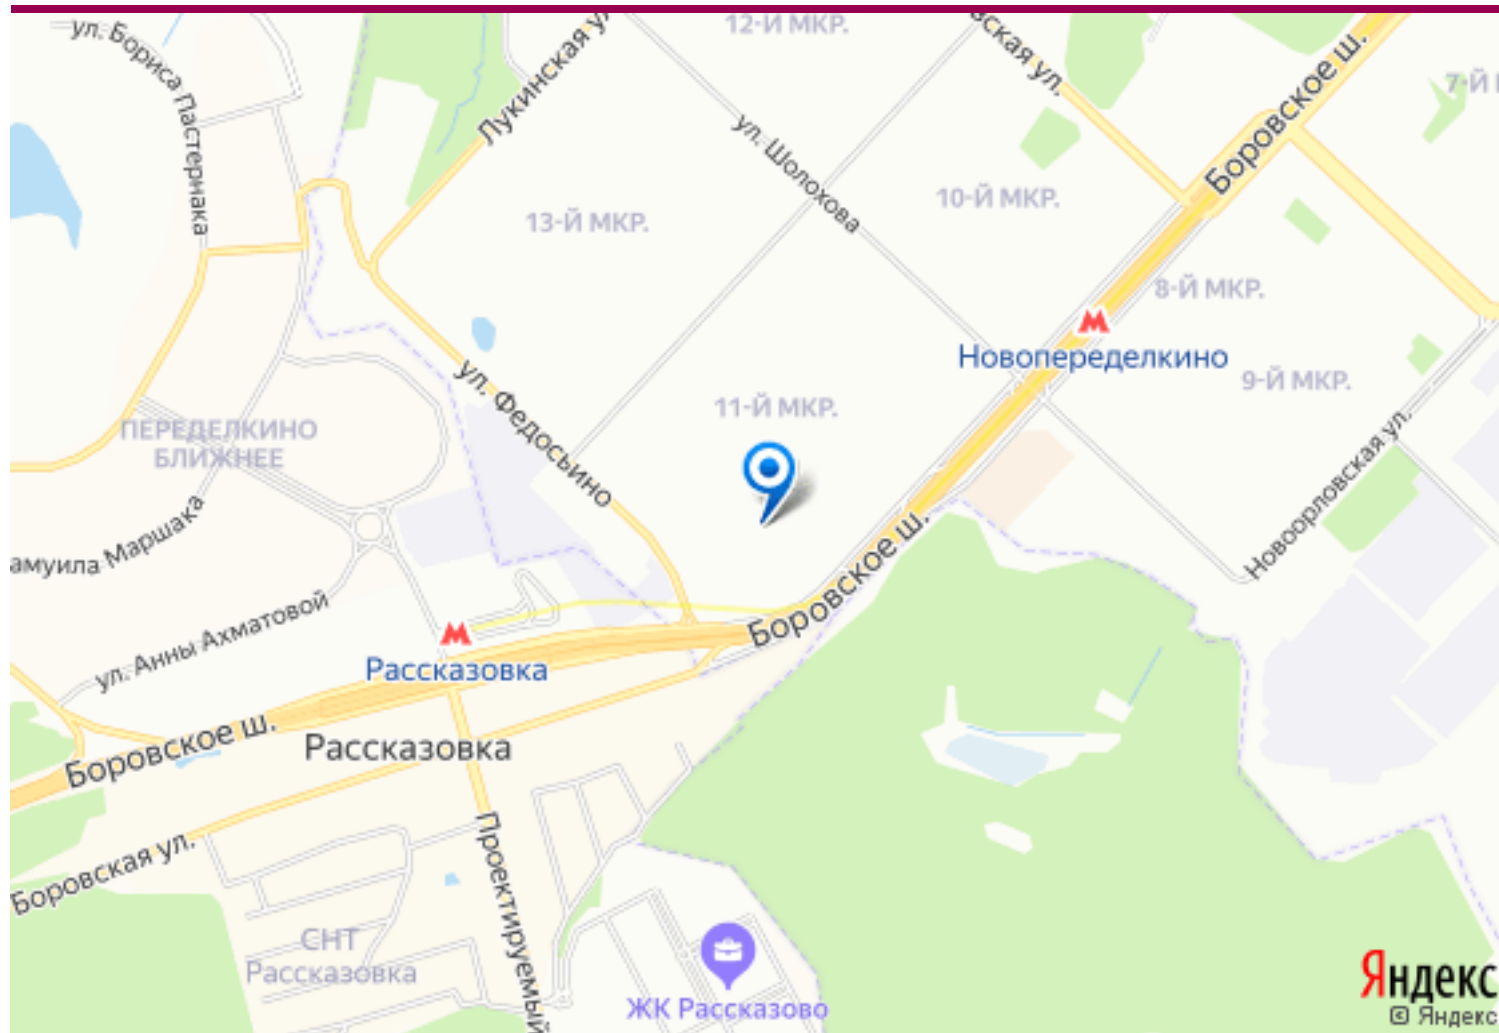 12-Й МКР.
ул. Бориса Пастернака
Лукинская у
вская ул.
Боровское ш.
7-Й
ул. Шолохова
10-Й МКР.
13-Й МКР.
8-Й МКР.
Новопеределкино
9-Й МКР.
ул. Федосьино
11-Й МКР.
ПЕРЕДЕЛКИНО
БЛИЖНЕЕ
Новоорловская ул.
амуила Маршака
Боровское ш.
ул. Анны Ахматовой
Рассказовка
Боровское ш.
Рассказовка
Боровская ул.
Проектируемый
СНТ
Рассказовка
ЖК Рассказово
Яндекс
© Яндекс